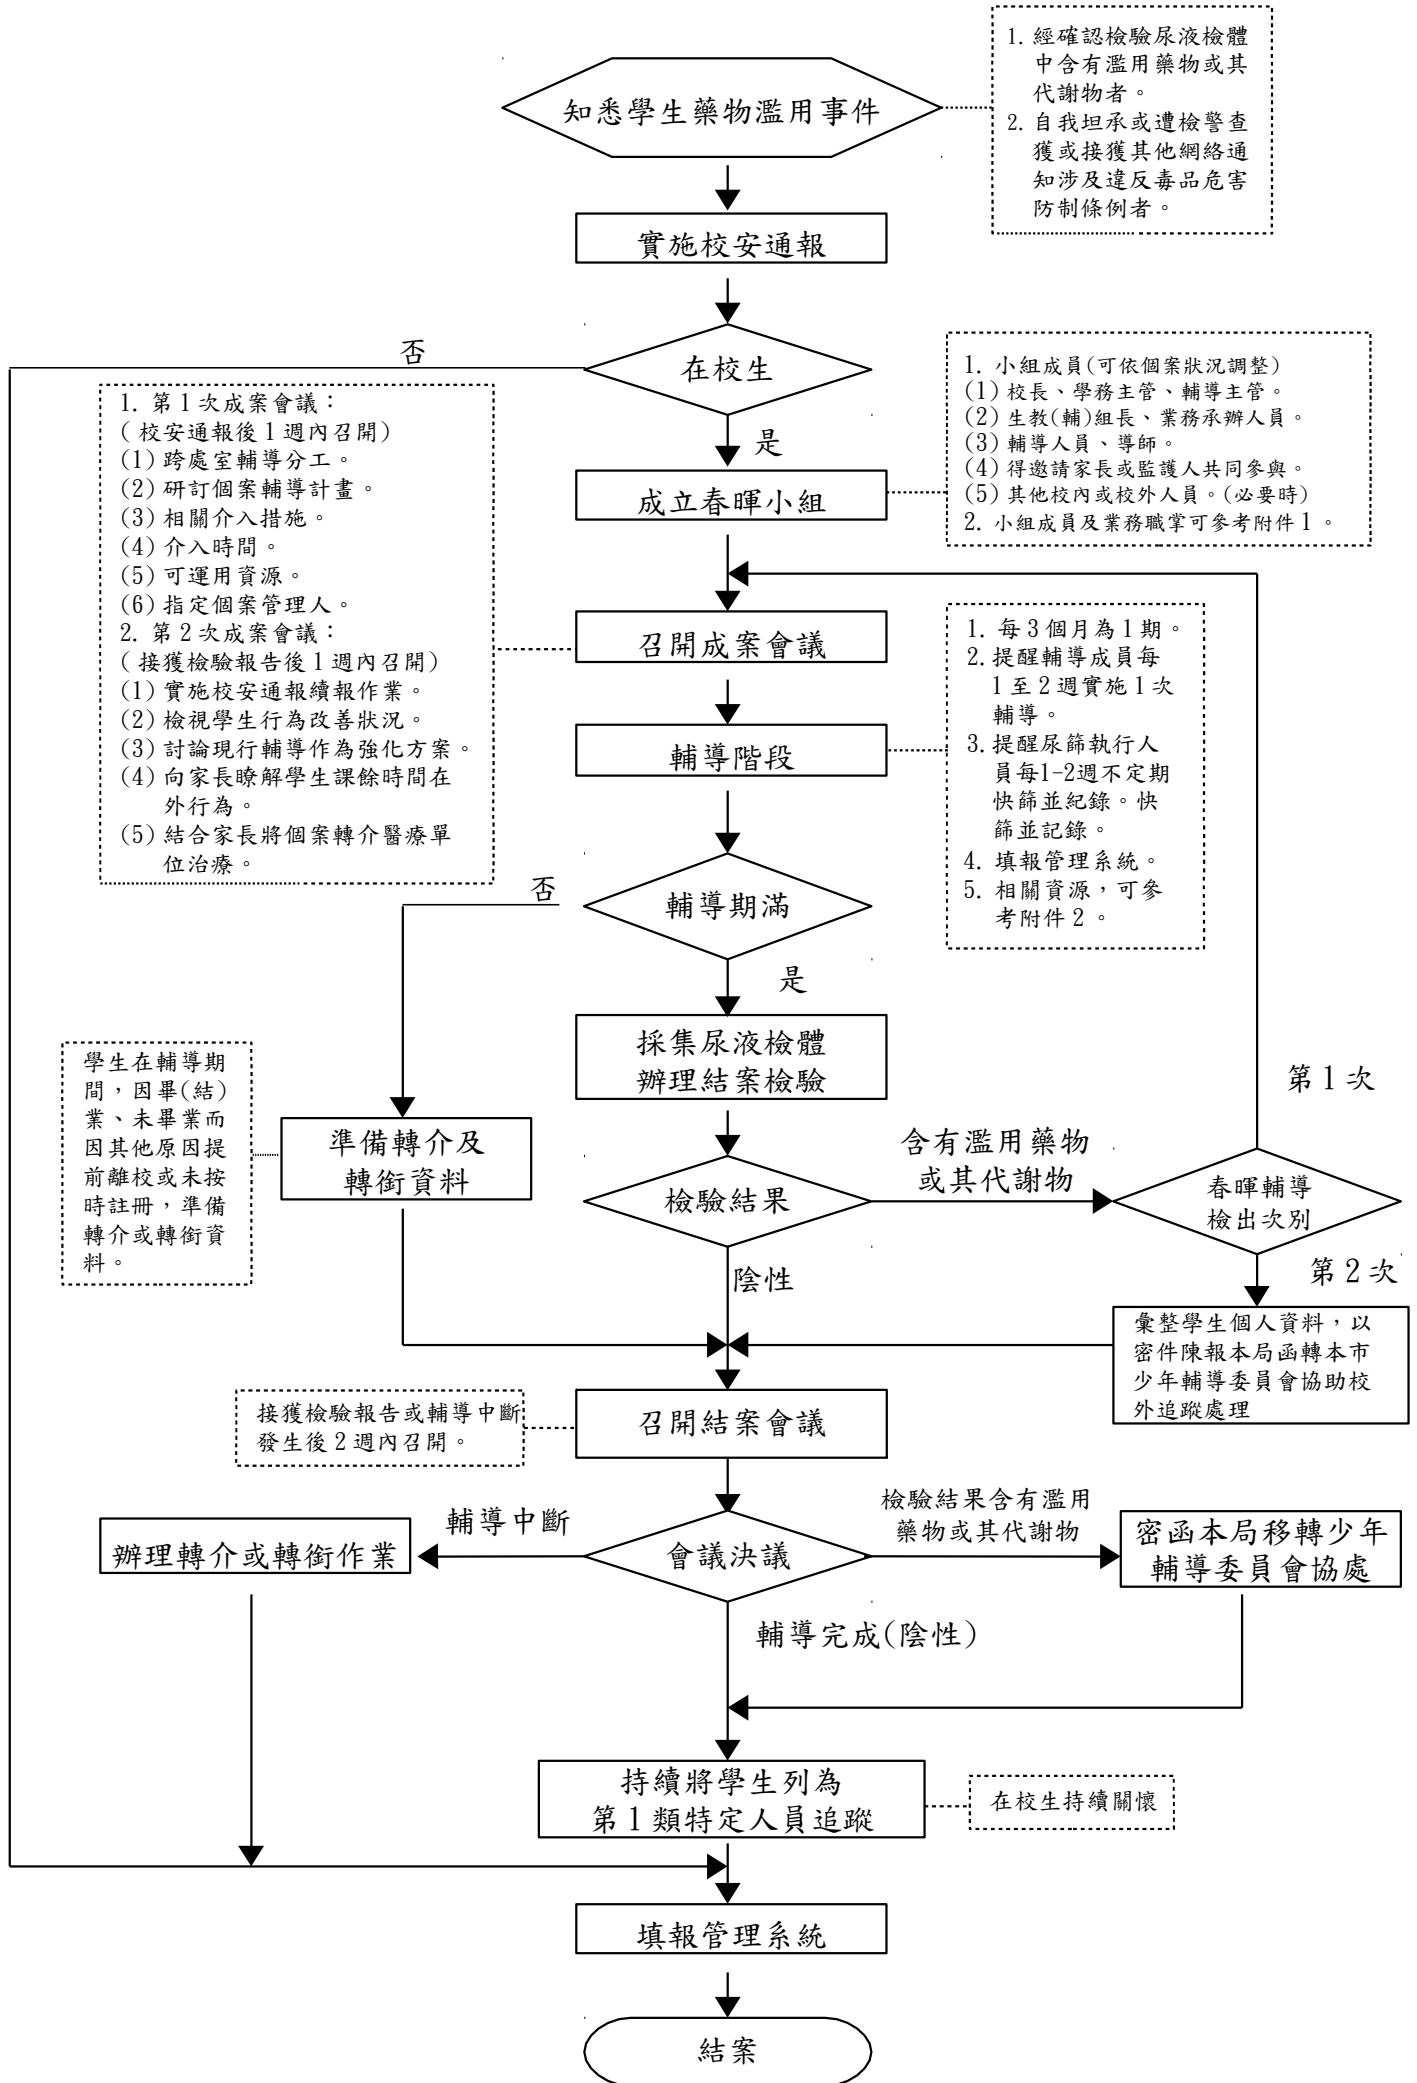 1. 經確認檢驗尿液檢體
中含有濫用藥物或其
代謝物者。
2. 自我坦承或遭檢警查
獲或接獲其他網絡通
知涉及違反毒品危害
防制條例者。
知悉學生藥物濫用事件
實施校安通報
否
在校生
是
1. 小組成員(可依個案狀況調整)
(1) 校長、學務主管、輔導主管。
(2) 生教(輔)組長、業務承辦人員。
(3) 輔導人員、導師。
(4) 得邀請家長或監護人共同參與。
(5) 其他校內或校外人員。(必要時)
2. 小組成員及業務職掌可參考附件 1 。
成立春暉小組
1. 第 1 次成案會議：
( 校安通報後 1 週內召開)
(1) 跨處室輔導分工。
(2) 研訂個案輔導計畫。
(3) 相關介入措施。
(4) 介入時間。
(5) 可運用資源。
(6) 指定個案管理人。
2. 第 2 次成案會議：
( 接獲檢驗報告後 1 週內召開)
(1) 實施校安通報續報作業。
(2) 檢視學生行為改善狀況。
(3) 討論現行輔導作為強化方案。
(4) 向家長瞭解學生課餘時間在
外行為。
(5) 結合家長將個案轉介醫療單
位治療。
召開成案會議
1. 每 3 個月為 1 期。
2. 提醒輔導成員每
1 至 2 週實施 1 次
輔導。
3. 提醒尿篩執行人
員每1-2週不定期
快篩並紀錄。快
篩並記錄。
4. 填報管理系統。
5. 相關資源，可參
考附件 2 。
輔導階段
否
輔導期滿
是
採集尿液檢體
辦理結案檢驗
學生在輔導期
間，因畢(結)
業、未畢業而
因其他原因提
前離校或未按
時註冊，準備
轉介或轉銜資
料。
準備轉介及
轉銜資料
檢驗結果
含有濫用藥物
或其代謝物
第 1 次
春暉輔導
檢出次別
第 2 次
陰性
彙整學生個人資料，以
密件陳報本局函轉本市
少年輔導委員會協助校
外追蹤處理
接獲檢驗報告或輔導中斷
發生後 2 週內召開。
召開結案會議
輔導中斷
辦理轉介或轉銜作業
會議決議
檢驗結果含有濫用
藥物或其代謝物
密函本局移轉少年
輔導委員會協處
輔導完成(陰性)
持續將學生列為
第 1 類特定人員追蹤
在校生持續關懷
填報管理系統
結案